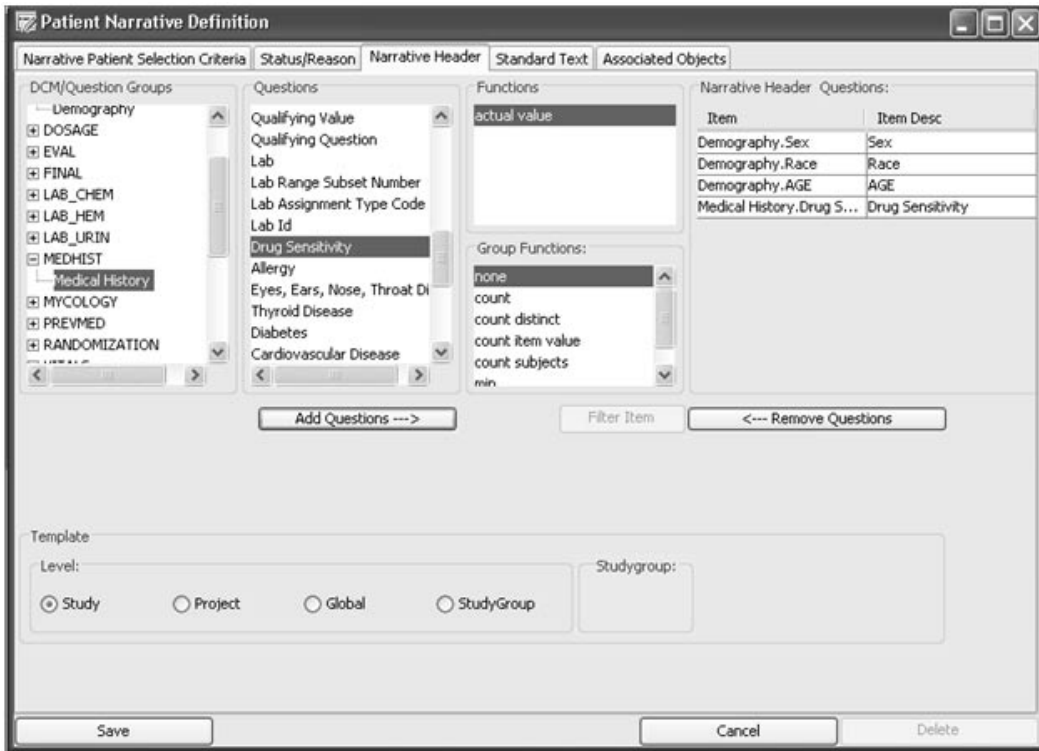 Patient Narrative Definition
Narrative Patient Selection Criteria
Status/Reason
Narrative Header
Standard Text
Associated Objects
DCM/Question Groups
Demography
DOSAGE
EVAL
FINAL
LAB_CHEM
LAB_HEM
LAB_URIN
MEDHIST
Medical History
MYCOLOGY
PREVMED
RANDOMIZATION
VITALS
Questions
Qualifying Value
Qualifying Question
Lab
Lab Range Subset Number
Lab Assignment Type Code
Lab Id
Drug Sensitivity
Allergy
Eyes, Ears, Nose, Throat Di
Thyroid Disease
Diabetes
Cardiovascular Disease
Functions
actual value
Group Functions:
none
count
count distinct
count item value
count subjects
min
Narrative Header Questions:
Item Item Desc
Demography.Sex Sex
Demography.Race Race
Demography.AGE AGE
Medical History.Drug S... Drug Sensitivity
Add Questions --->
Filter Item
<--- Remove Questions
Template
Level:
Study
Project
Global
StudyGroup
Studygroup:
Save
Cancel
Delete